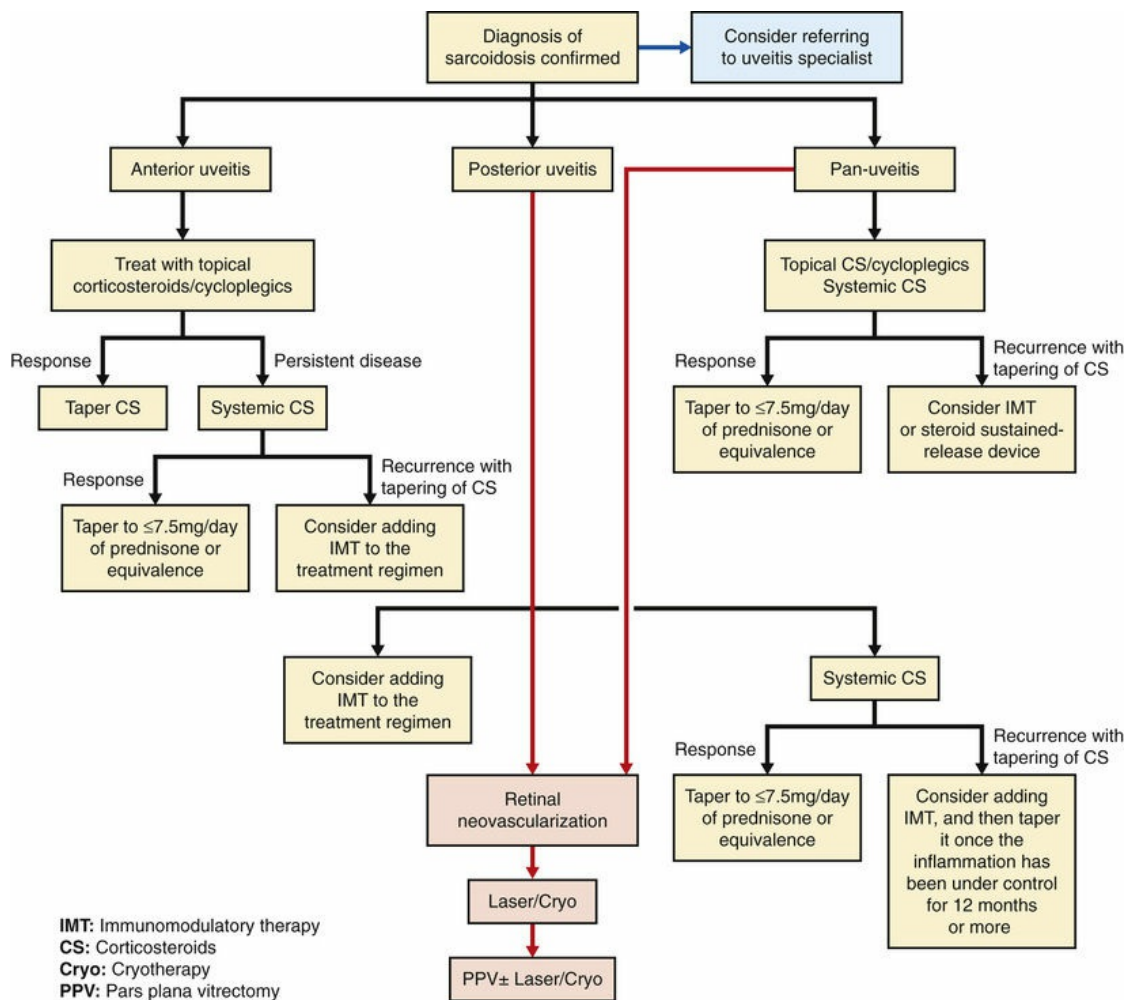 Diagnosis of
sarcoidosis confirmed
Consider referring
to uveitis specialist
Anterior uveitis
Posterior uveitis
Pan-uveitis
Treat with topical
corticosteroids/cycloplegics
Topical CS/cycloplegics
Systemic CS
Response
Persistent disease
Taper CS
Systemic CS
Response
Recurrence with
tapering of CS
Taper to ≤7.5mg/day
of prednisone or
equivalence
Consider IMT
or steroid sustained-
release device
Response
Recurrence with
tapering of CS
Taper to ≤7.5mg/day
of prednisone or
equivalence
Consider adding
IMT to the
treatment regimen
Consider adding
IMT to the
treatment regimen
Systemic CS
Response
Recurrence with
tapering of CS
Taper to ≤7.5mg/day
of prednisone or
equivalence
Consider adding
IMT, and then taper
it once the
inflammation has
been under control
for 12 months
or more
Retinal
neovascularization
Laser/Cryo
PPV± Laser/Cryo
IMT: Immunomodulatory therapy
CS: Corticosteroids
Cryo: Cryotherapy
PPV: Pars plana vitrectomy